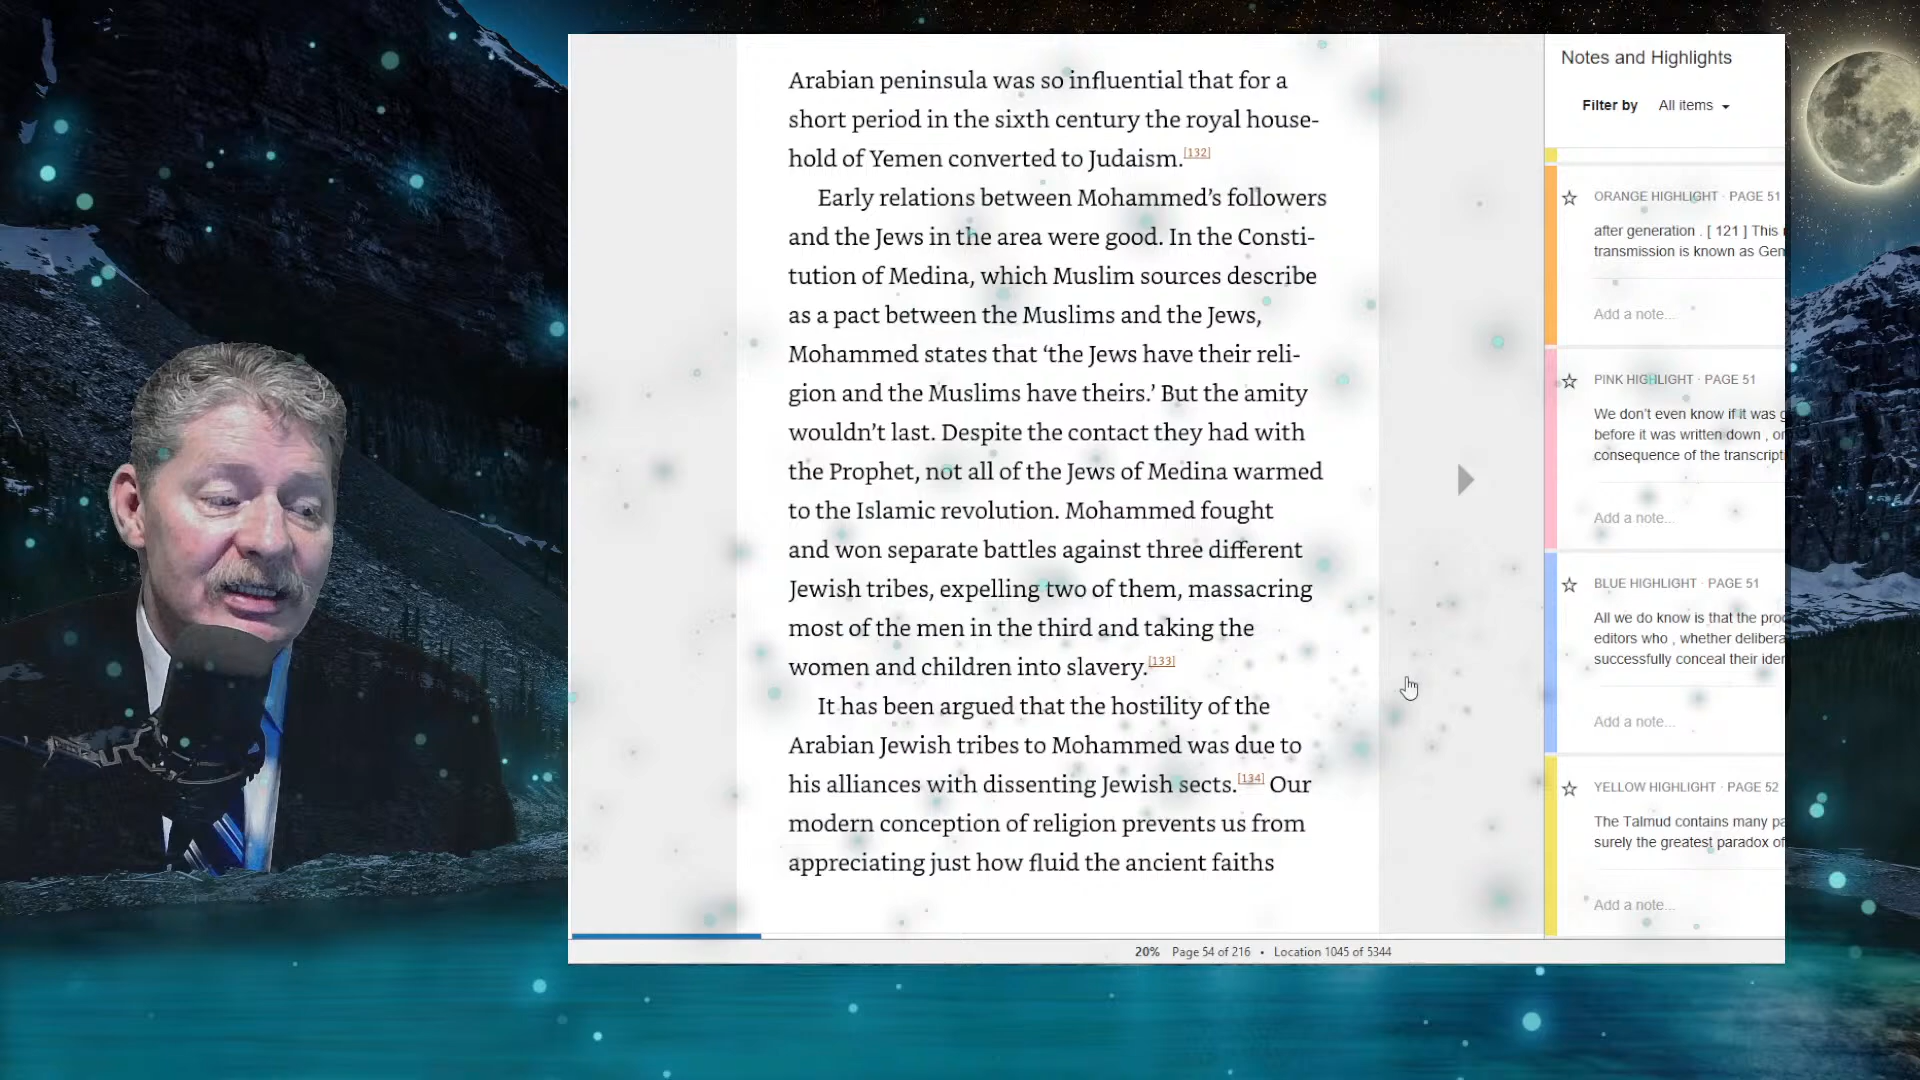 Arabian peninsula was so influential that for a
short period in the sixth century the royal house-
hold of Yemen converted to Judaism.[132]
Early relations between Mohammed’s followers
and the Jews in the area were good. In the Consti-
tution of Medina, which Muslim sources describe
as a pact between the Muslims and the Jews,
Mohammed states that ‘the Jews have their reli-
gion and the Muslims have theirs.’ But the amity
wouldn’t last. Despite the contact they had with
the Prophet, not all of the Jews of Medina warmed
to the Islamic revolution. Mohammed fought
and won separate battles against three different
Jewish tribes, expelling two of them, massacring
most of the men in the third and taking the
women and children into slavery.[133]
It has been argued that the hostility of the
Arabian Jewish tribes to Mohammed was due to
his alliances with dissenting Jewish sects.[134] Our
modern conception of religion prevents us from
appreciating just how fluid the ancient faiths
20% Page 54 of 216 • Location 1045 of 5344
Notes and Highlights
Filter by All items
ORANGE HIGHLIGHT · PAGE 51
after generation . [ 121 ] This
transmission is known as
Add a note...
PINK HIGHLIGHT · PAGE 51
We don't even know if it was
before it was written down ,
consequence of the
Add a note...
BLUE HIGHLIGHT · PAGE 51
All we do know is that the
editors who , whether
successfully conceal their
Add a note...
YELLOW HIGHLIGHT · PAGE 52
The Talmud contains many
surely the greatest paradox of
Add a note...